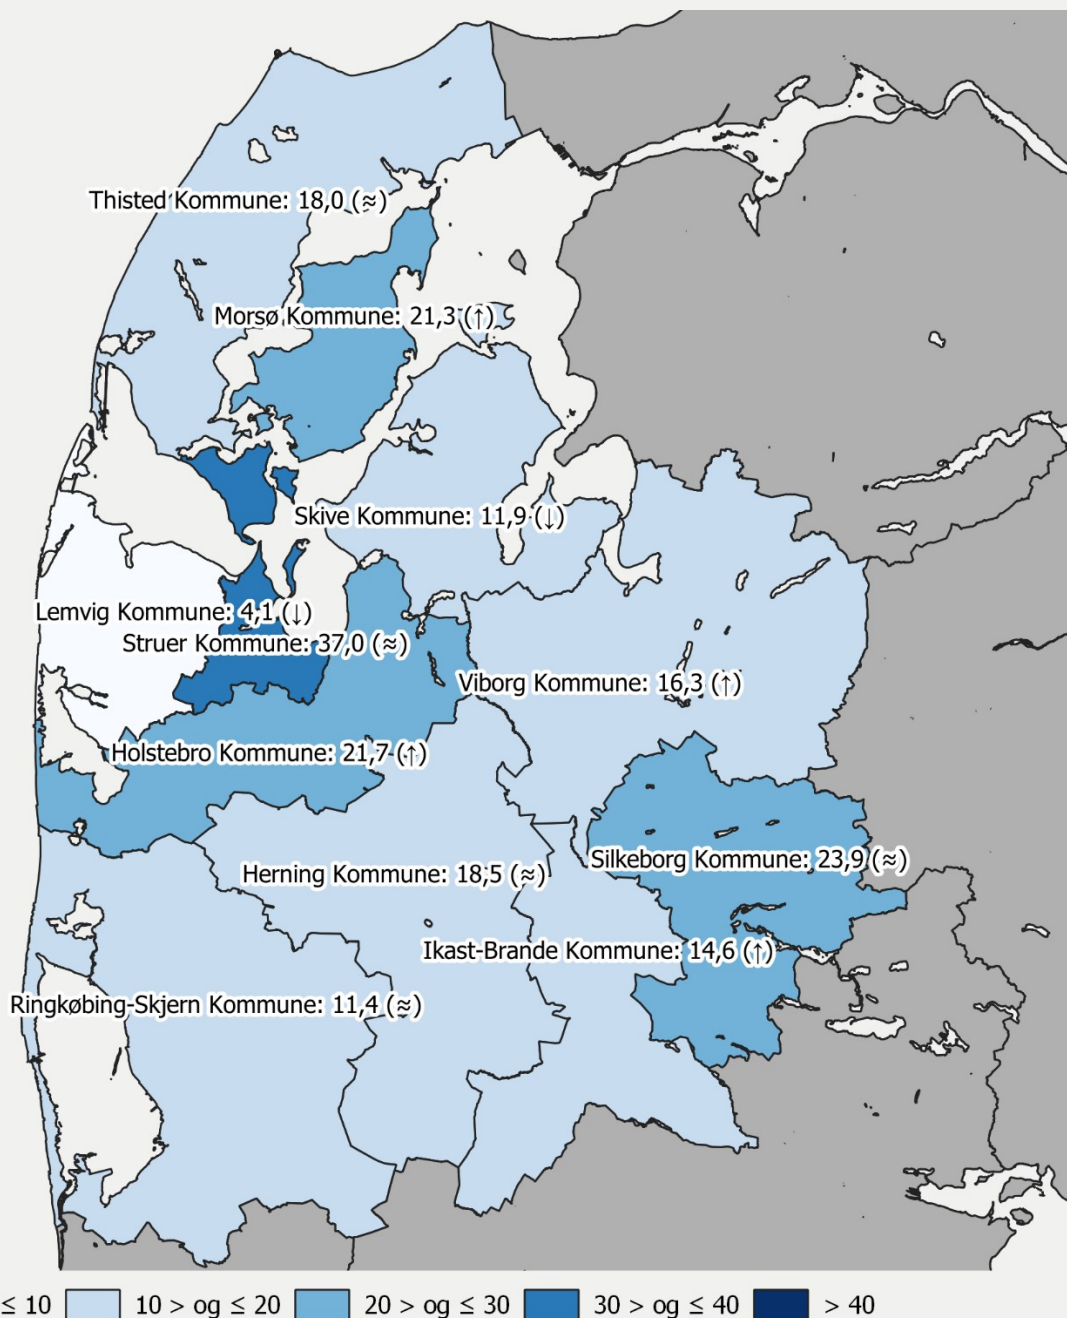 Thisted Kommune: 18,0 (≈)
Morsø Kommune: 21,3 (↑)
Skive Kommune: 11,9 (↓)
Lemvig Kommune: 4,1 (↓)
Struer Kommune: 37,0 (≈)
Viborg Kommune: 16,3 (↑)
Holstebro Kommune: 21,7 (↑)
Silkeborg Kommune: 23,9 (≈)
Herning Kommune: 18,5 (≈)
Ikast-Brande Kommune: 14,6 (↑)
Ringkøbing-Skjern Kommune: 11,4 (≈)
≤ 10 10 > og ≤ 20 20 > og ≤ 30 30 > og ≤ 40 > 40